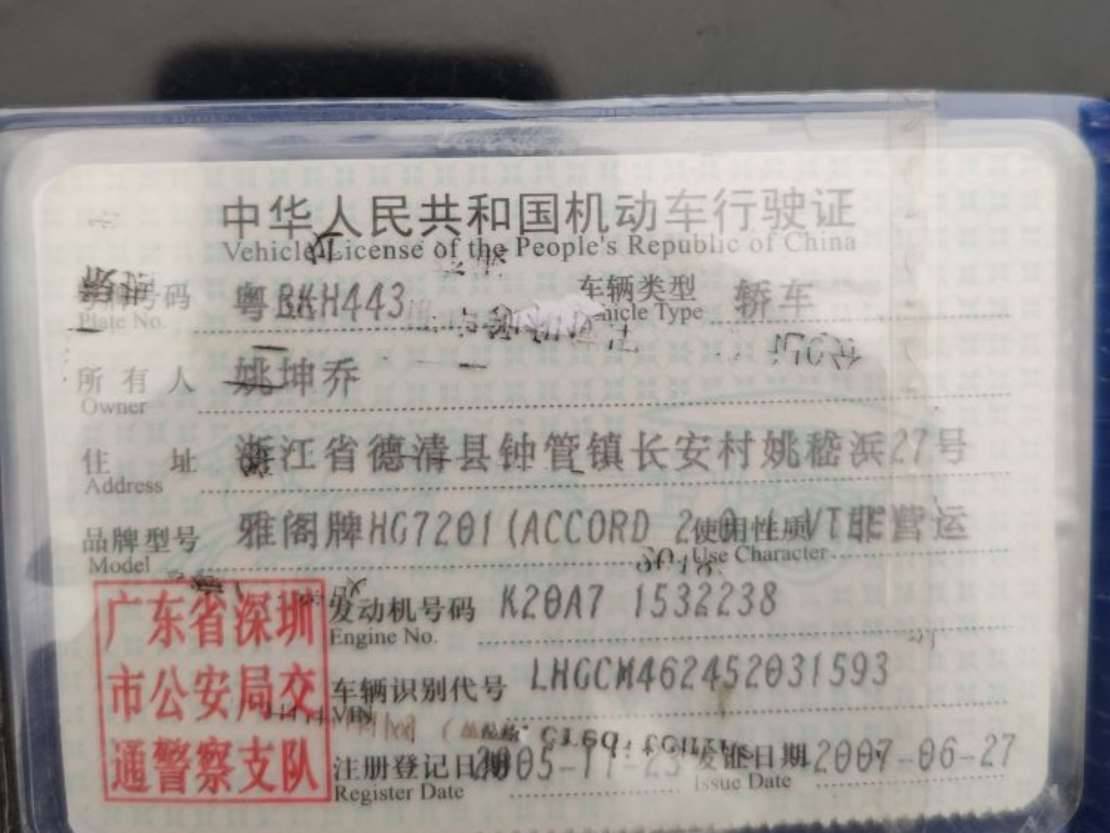 中华人民共和国机动车行驶证
Vehicle License of the People's Republic of China
号码 粤BKH443 车辆类型 轿车
Plate No. Vehicle Type
所有人 姚坤乔
Owner
住址 浙江省德清县钟管镇长安村姚嵇浜27号
Address
品牌型号 雅阁牌HG7201(ACCORD 2.0 使用性质 非营运
Model Use Character
发动机号码 K20A7 1532238
Engine No.
车辆识别代号 LHGCM462452031593
VIN
注册登记日期 2005-11-23 发证日期 2007-06-27
Register Date Issue Date
广东省深圳
市公安局交
通警察支队